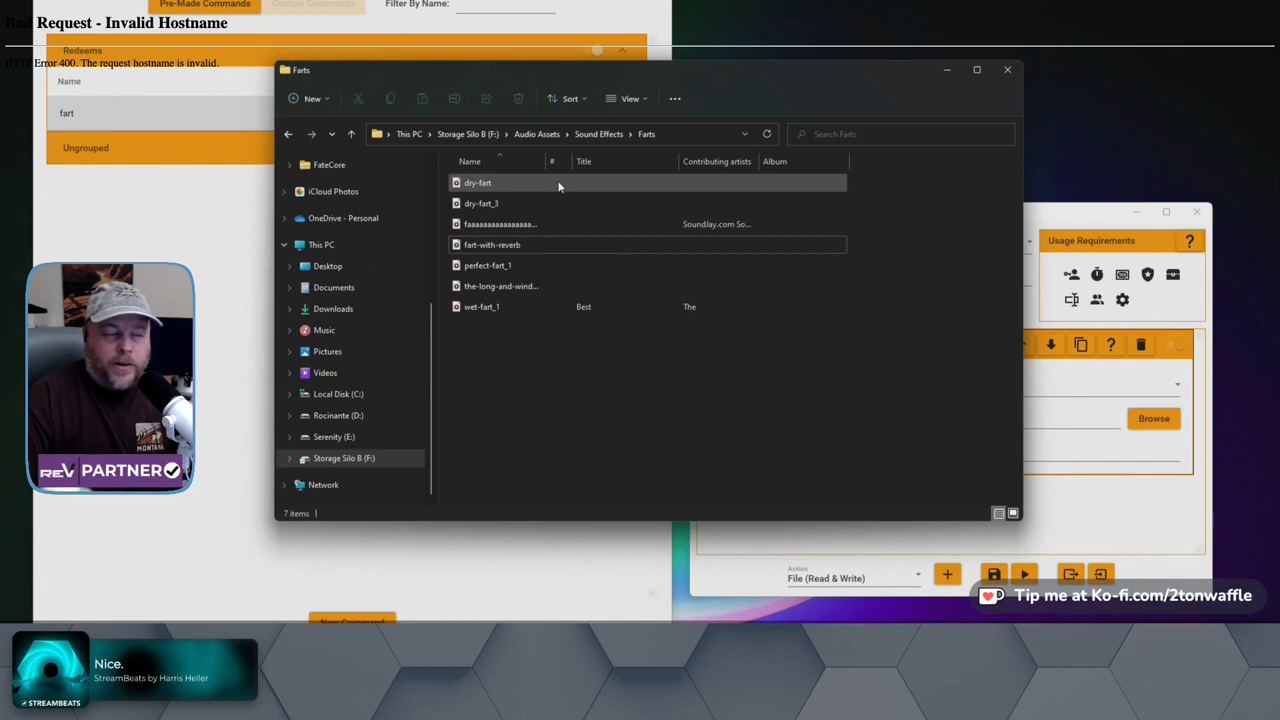 Pre-Made Commands
Custom Commands
Filter By Name:
Bad Request - Invalid Hostname
Redeems
HTTP Error 400. The request hostname is invalid.
Name
fart
Ungrouped
Farts
New
Sort
View
This PC > Storage Silo B (F:) > Audio Assets > Sound Effects > Farts
Search Farts
Name # Title Contributing artists Album
FateCore
iCloud Photos
OneDrive - Personal
This PC
Desktop
Documents
Downloads
Music
Pictures
Videos
Local Disk (C:)
Rocinante (D:)
Serenity (E:)
Storage Silo B (F:)
Network
dry-fart
dry-fart_3
faaaaaaaaaaaaaaa... SoundJay.com So...
fart-with-reverb
perfect-fart_1
the-long-and-wind...
wet-fart_1 Best The
7 items
Usage Requirements ?
?
Browse
Action
File (Read & Write)
MONTANA
REV PARTNER
New Command
Tip me at Ko-fi.com/2tonwaffle
Nice.
StreamBeats by Harris Heller
STREAMBEATS